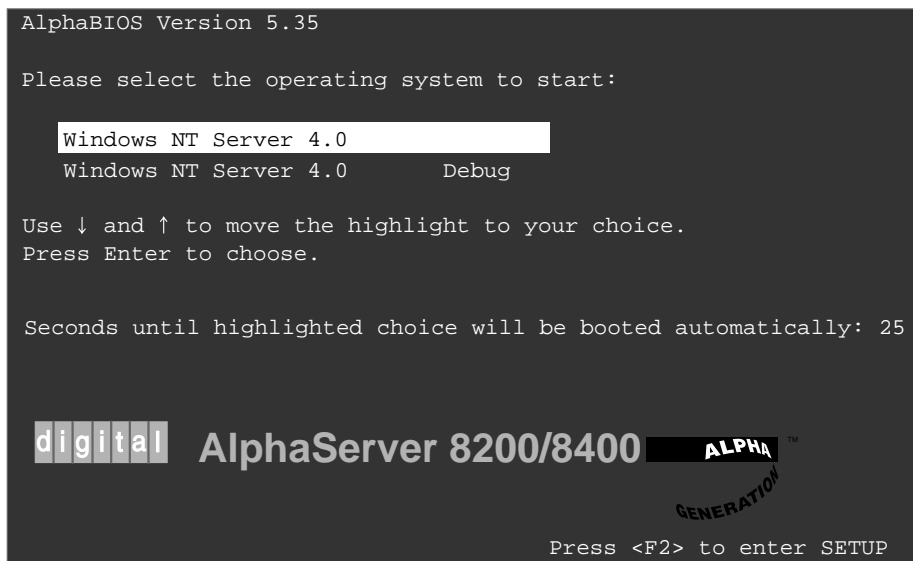 AlphaBIOS Version 5.35
Please select the operating system to start:
Windows NT Server 4.0
Windows NT Server 4.0 Debug
Use ↓ and ↑ to move the highlight to your choice.
Press Enter to choose.
Seconds until highlighted choice will be booted automatically: 25
digital AlphaServer 8200/8400 ALPHA ™
GENERATION
Press <F2> to enter SETUP